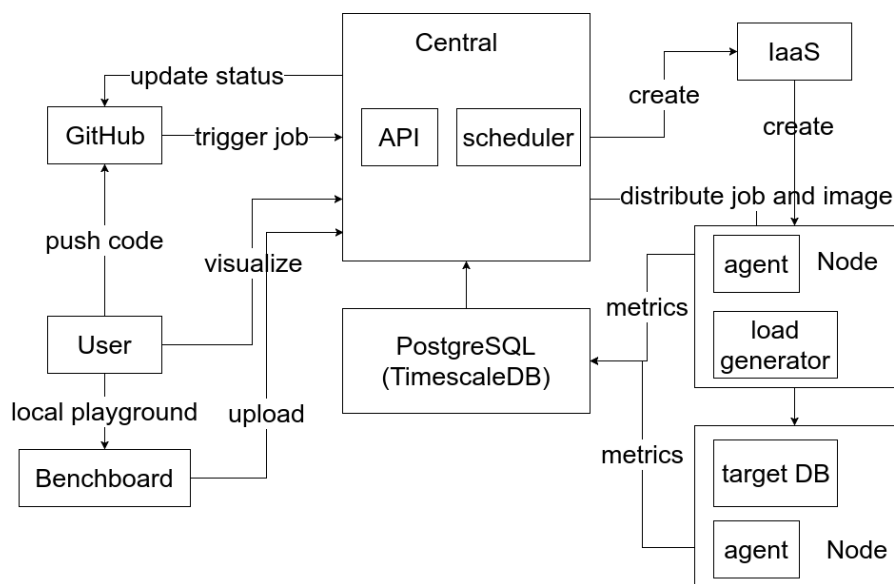 Central
IaaS
update status
create
GitHub
trigger job
API
scheduler
create
distribute job and image
push code
visualize
agent
Node
metrics
User
PostgreSQL
(TimescaleDB)
load
generator
local playground
upload
metrics
Benchboard
target DB
agent
Node